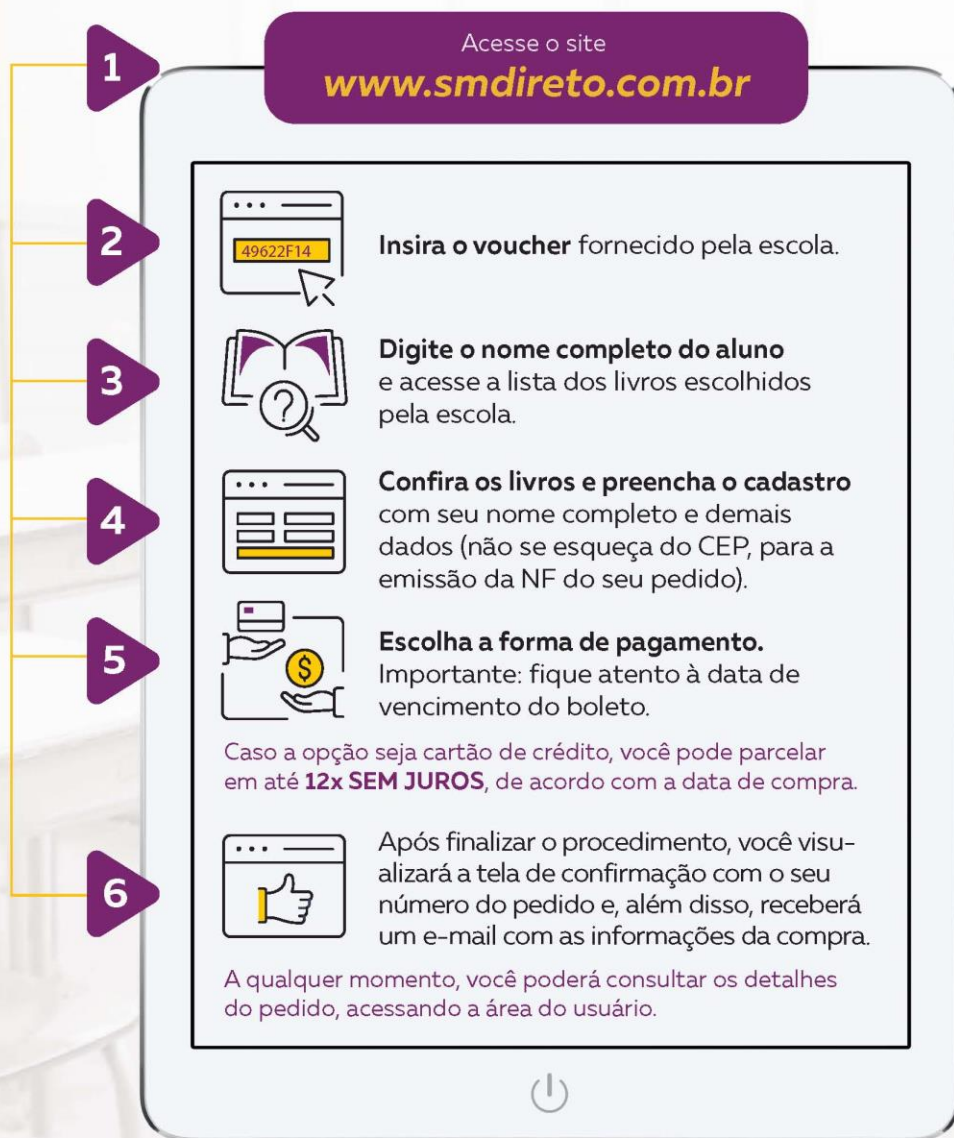 1
Acesse o site
www.smdireto.com.br
2
49622F14
Insira o voucher fornecido pela escola.
3
?
Digite o nome completo do aluno
e acesse a lista dos livros escolhidos
pela escola.
4
Confira os livros e preencha o cadastro
com seu nome completo e demais
dados (não se esqueça do CEP, para a
emissão da NF do seu pedido).
5
$
Escolha a forma de pagamento.
Importante: fique atento à data de
vencimento do boleto.
Caso a opção seja cartão de crédito, você pode parcelar
em até 12x SEM JUROS, de acordo com a data de compra.
6
Após finalizar o procedimento, você visu-
alizará a tela de confirmação com o seu
número do pedido e, além disso, receberá
um e-mail com as informações da compra.
A qualquer momento, você poderá consultar os detalhes
do pedido, acessando a área do usuário.